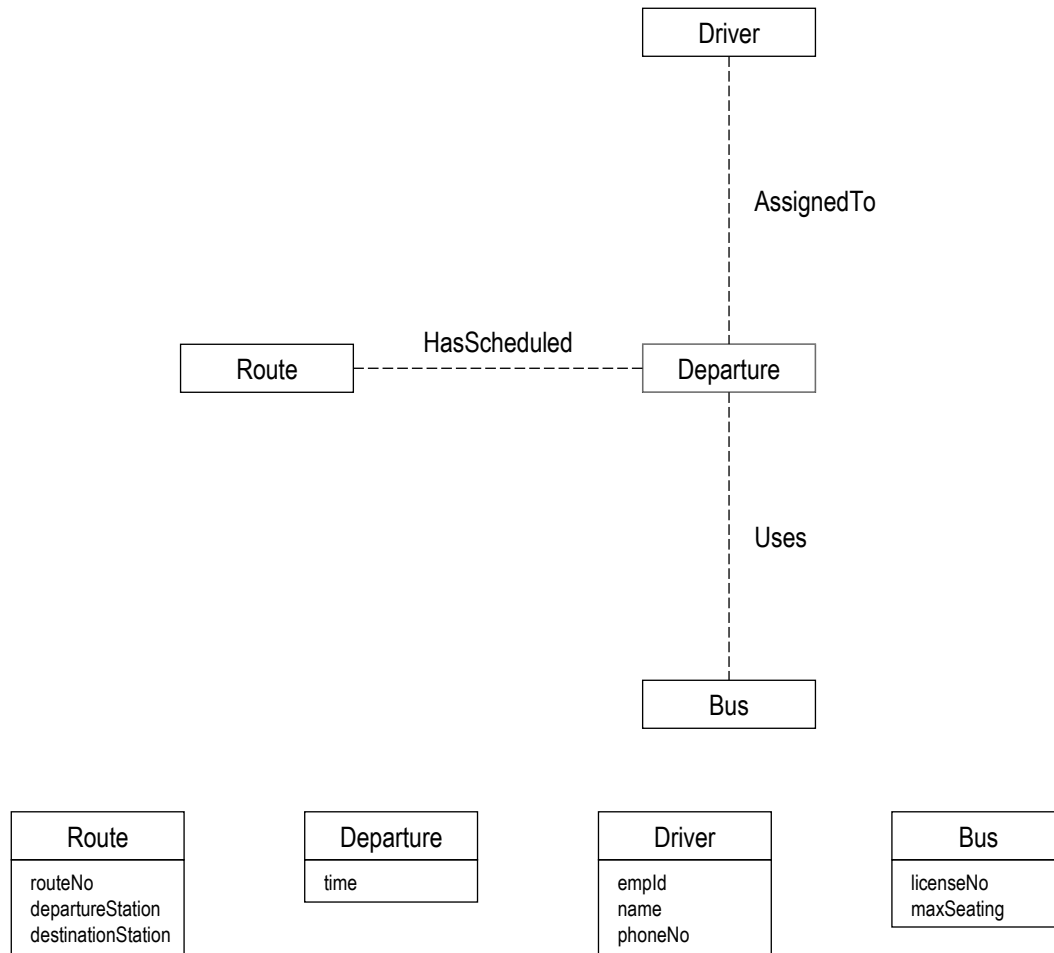 Driver
AssignedTo
HasScheduled
Route
Departure
Uses
Bus
Route
routeNo
departureStation
destinationStation
Departure
time
Driver
empId
name
phoneNo
Bus
licenseNo
maxSeating